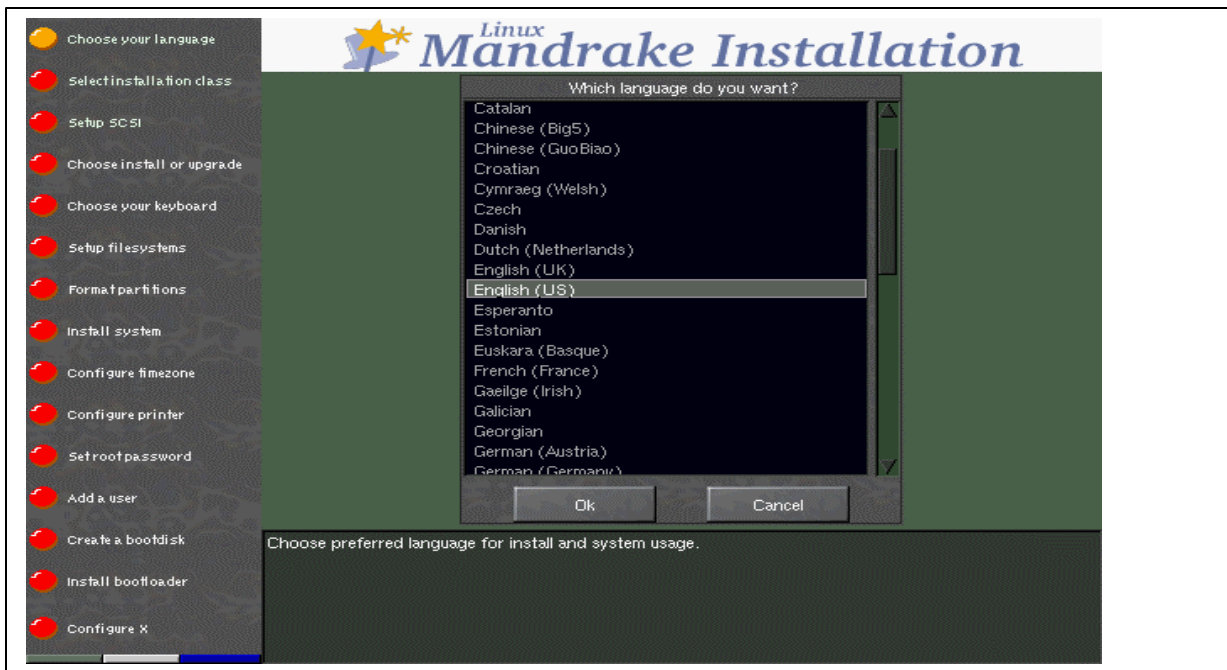 Choose your language
Select installation class
Setup SCSI
Choose install or upgrade
Choose your keyboard
Setup filesystems
Format partitions
Install system
Configure timezone
Configure printer
Set root password
Add a user
Create a bootdisk
Install bootloader
Configure X
Linux
Mandrake Installation
Which language do you want?
Catalan
Chinese (Big5)
Chinese (GuoBiao)
Croatian
Cymraeg (Welsh)
Czech
Danish
Dutch (Netherlands)
English (UK)
English (US)
Esperanto
Estonian
Euskara (Basque)
French (France)
Gaeilge (Irish)
Galician
Georgian
German (Austria)
German (Germany)
Ok
Cancel
Choose preferred language for install and system usage.